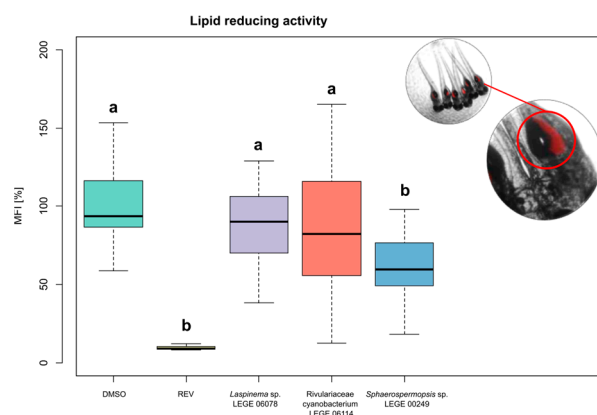 Lipid reducing activity
200
150
100
50
0
MFI [%]
a
b
a
a
b
DMSO
REV
Laspinema sp.
LEGE 06078
Rivulariaceae
cyanobacterium
LEGE 06114
Sphaerospermopsis sp.
LEGE 00249